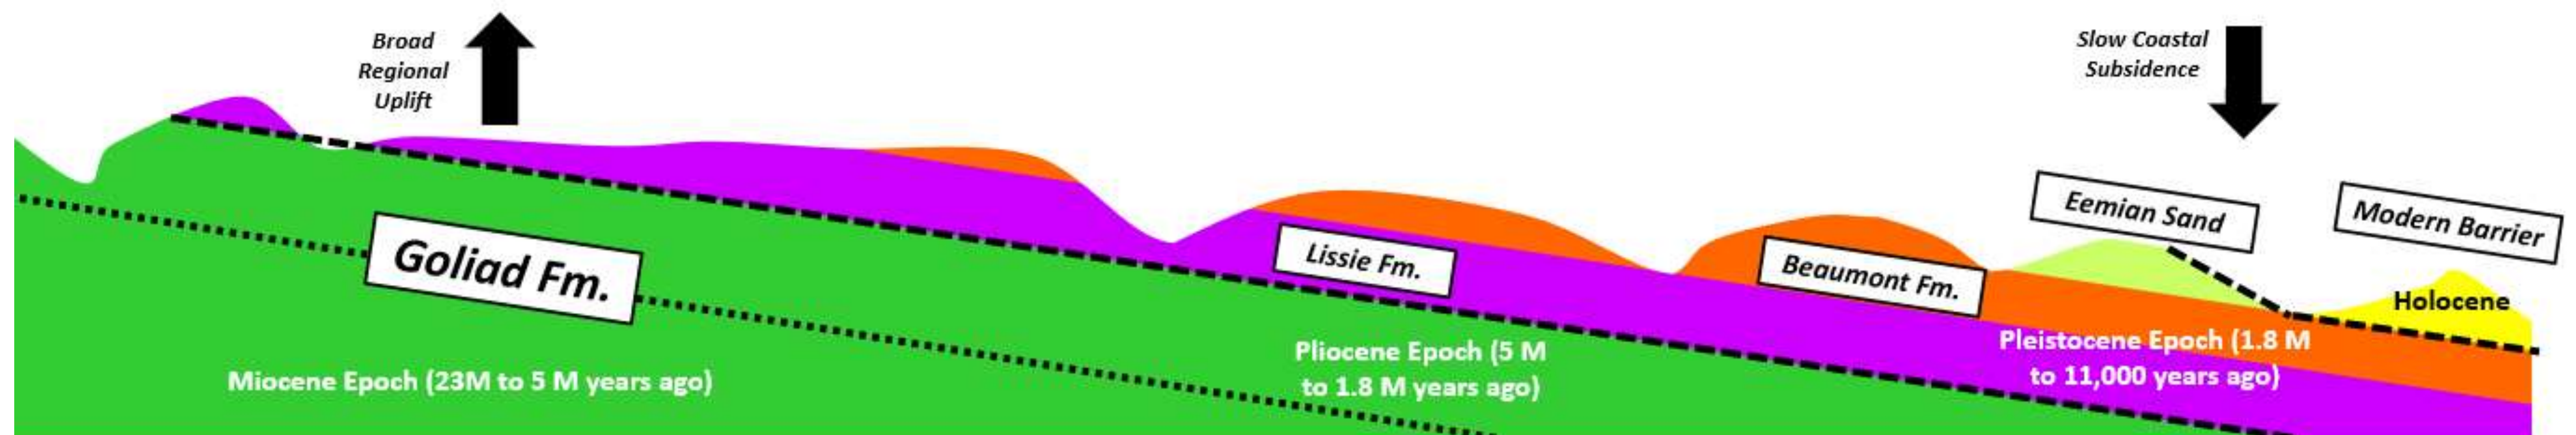 Broad
Regional
Uplift
Slow Coastal
Subsidence
Eemian Sand
Modern Barrier
Goliad Fm.
Lissie Fm.
Beaumont Fm.
Holocene
Miocene Epoch (23M to 5 M years ago)
Pliocene Epoch (5 M
to 1.8 M years ago)
Pleistocene Epoch (1.8 M
to 11,000 years ago)